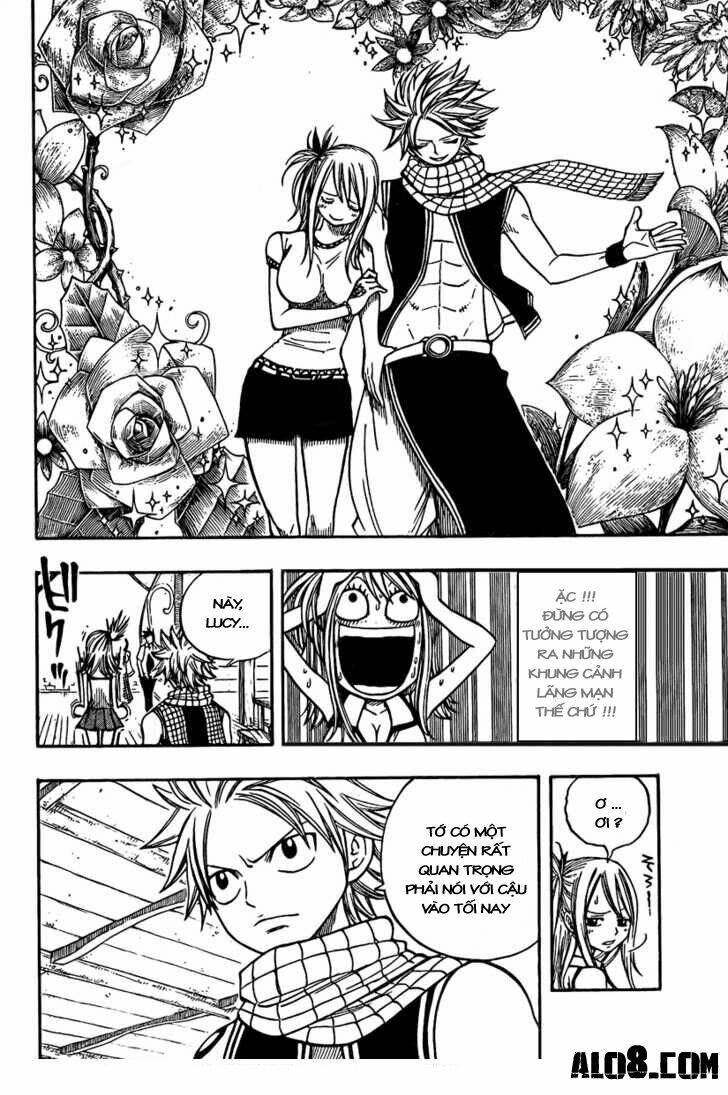 ẶC !!!
ĐỪNG CÓ
TƯỞNG TƯỢNG
RA NHỮNG
KHUNG CẢNH
LÃNG MẠN
THẾ CHỨ !!!
NÀY,
LUCY...
Ơ ...
ƠI ?
TỚ CÓ MỘT
CHUYỆN RẤT
QUAN TRỌNG
PHẢI NÓI VỚI CẬU
VÀO TỐI NAY
ALO8.COM